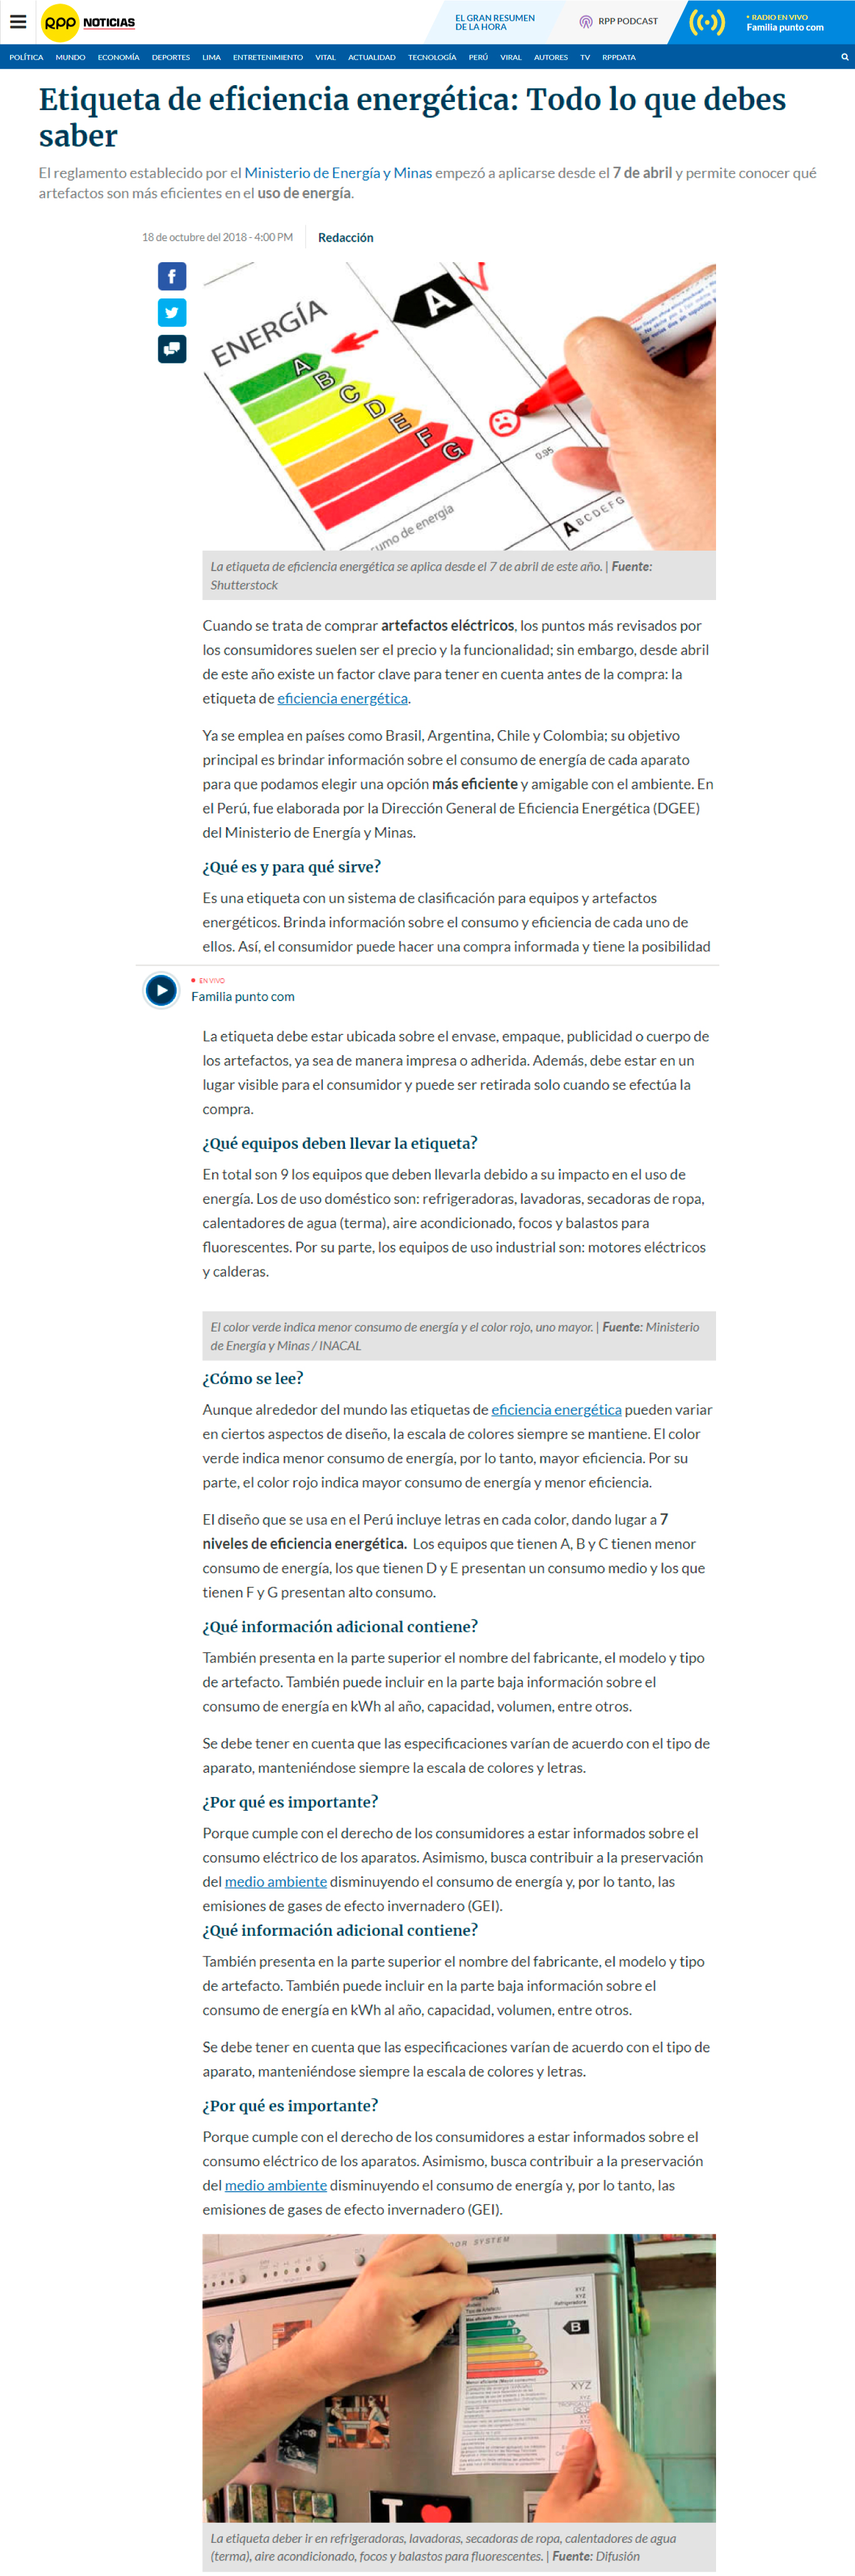 RPP NOTICIAS
EL GRAN RESUMEN
DE LA HORA
RPP PODCAST
• RADIO EN VIVO
Familia punto com
POLÍTICA MUNDO ECONOMÍA DEPORTES LIMA ENTRETENIMIENTO VITAL ACTUALIDAD TECNOLOGÍA PERÚ VIRAL AUTORES TV RPPDATA
Etiqueta de eficiencia energética: Todo lo que debes
saber
El reglamento establecido por el Ministerio de Energía y Minas empezó a aplicarse desde el 7 de abril y permite conocer qué
artefactos son más eficientes en el uso de energía.
18 de octubre del 2018 - 4:00 PM
Redacción
ENERGÍA
A
A
B
C
D
E
F
G
0.95
umo de energía
A B C D E F G
La etiqueta de eficiencia energética se aplica desde el 7 de abril de este año. | Fuente:
Shutterstock
Cuando se trata de comprar artefactos eléctricos, los puntos más revisados por
los consumidores suelen ser el precio y la funcionalidad; sin embargo, desde abril
de este año existe un factor clave para tener en cuenta antes de la compra: la
etiqueta de eficiencia energética.
Ya se emplea en países como Brasil, Argentina, Chile y Colombia; su objetivo
principal es brindar información sobre el consumo de energía de cada aparato
para que podamos elegir una opción más eficiente y amigable con el ambiente. En
el Perú, fue elaborada por la Dirección General de Eficiencia Energética (DGEE)
del Ministerio de Energía y Minas.
¿Qué es y para qué sirve?
Es una etiqueta con un sistema de clasificación para equipos y artefactos
energéticos. Brinda información sobre el consumo y eficiencia de cada uno de
ellos. Así, el consumidor puede hacer una compra informada y tiene la posibilidad
• EN VIVO
Familia punto com
La etiqueta debe estar ubicada sobre el envase, empaque, publicidad o cuerpo de
los artefactos, ya sea de manera impresa o adherida. Además, debe estar en un
lugar visible para el consumidor y puede ser retirada solo cuando se efectúa la
compra.
¿Qué equipos deben llevar la etiqueta?
En total son 9 los equipos que deben llevarla debido a su impacto en el uso de
energía. Los de uso doméstico son: refrigeradoras, lavadoras, secadoras de ropa,
calentadores de agua (terma), aire acondicionado, focos y balastos para
fluorescentes. Por su parte, los equipos de uso industrial son: motores eléctricos
y calderas.
El color verde indica menor consumo de energía y el color rojo, uno mayor. | Fuente: Ministerio
de Energía y Minas / INACAL
¿Cómo se lee?
Aunque alrededor del mundo las etiquetas de eficiencia energética pueden variar
en ciertos aspectos de diseño, la escala de colores siempre se mantiene. El color
verde indica menor consumo de energía, por lo tanto, mayor eficiencia. Por su
parte, el color rojo indica mayor consumo de energía y menor eficiencia.
El diseño que se usa en el Perú incluye letras en cada color, dando lugar a 7
niveles de eficiencia energética. Los equipos que tienen A, B y C tienen menor
consumo de energía, los que tienen D y E presentan un consumo medio y los que
tienen F y G presentan alto consumo.
¿Qué información adicional contiene?
También presenta en la parte superior el nombre del fabricante, el modelo y tipo
de artefacto. También puede incluir en la parte baja información sobre el
consumo de energía en kWh al año, capacidad, volumen, entre otros.
Se debe tener en cuenta que las especificaciones varían de acuerdo con el tipo de
aparato, manteniéndose siempre la escala de colores y letras.
¿Por qué es importante?
Porque cumple con el derecho de los consumidores a estar informados sobre el
consumo eléctrico de los aparatos. Asimismo, busca contribuir a la preservación
del medio ambiente disminuyendo el consumo de energía y, por lo tanto, las
emisiones de gases de efecto invernadero (GEI).
¿Qué información adicional contiene?
También presenta en la parte superior el nombre del fabricante, el modelo y tipo
de artefacto. También puede incluir en la parte baja información sobre el
consumo de energía en kWh al año, capacidad, volumen, entre otros.
Se debe tener en cuenta que las especificaciones varían de acuerdo con el tipo de
aparato, manteniéndose siempre la escala de colores y letras.
¿Por qué es importante?
Porque cumple con el derecho de los consumidores a estar informados sobre el
consumo eléctrico de los aparatos. Asimismo, busca contribuir a la preservación
del medio ambiente disminuyendo el consumo de energía y, por lo tanto, las
emisiones de gases de efecto invernadero (GEI).
OR SYSTEM
XYZ
XYZ
Refrigeradora
B
XYZ
XYZ
I
La etiqueta deber ir en refrigeradoras, lavadoras, secadoras de ropa, calentadores de agua
(terma), aire acondicionado, focos y balastos para fluorescentes. | Fuente: Difusión